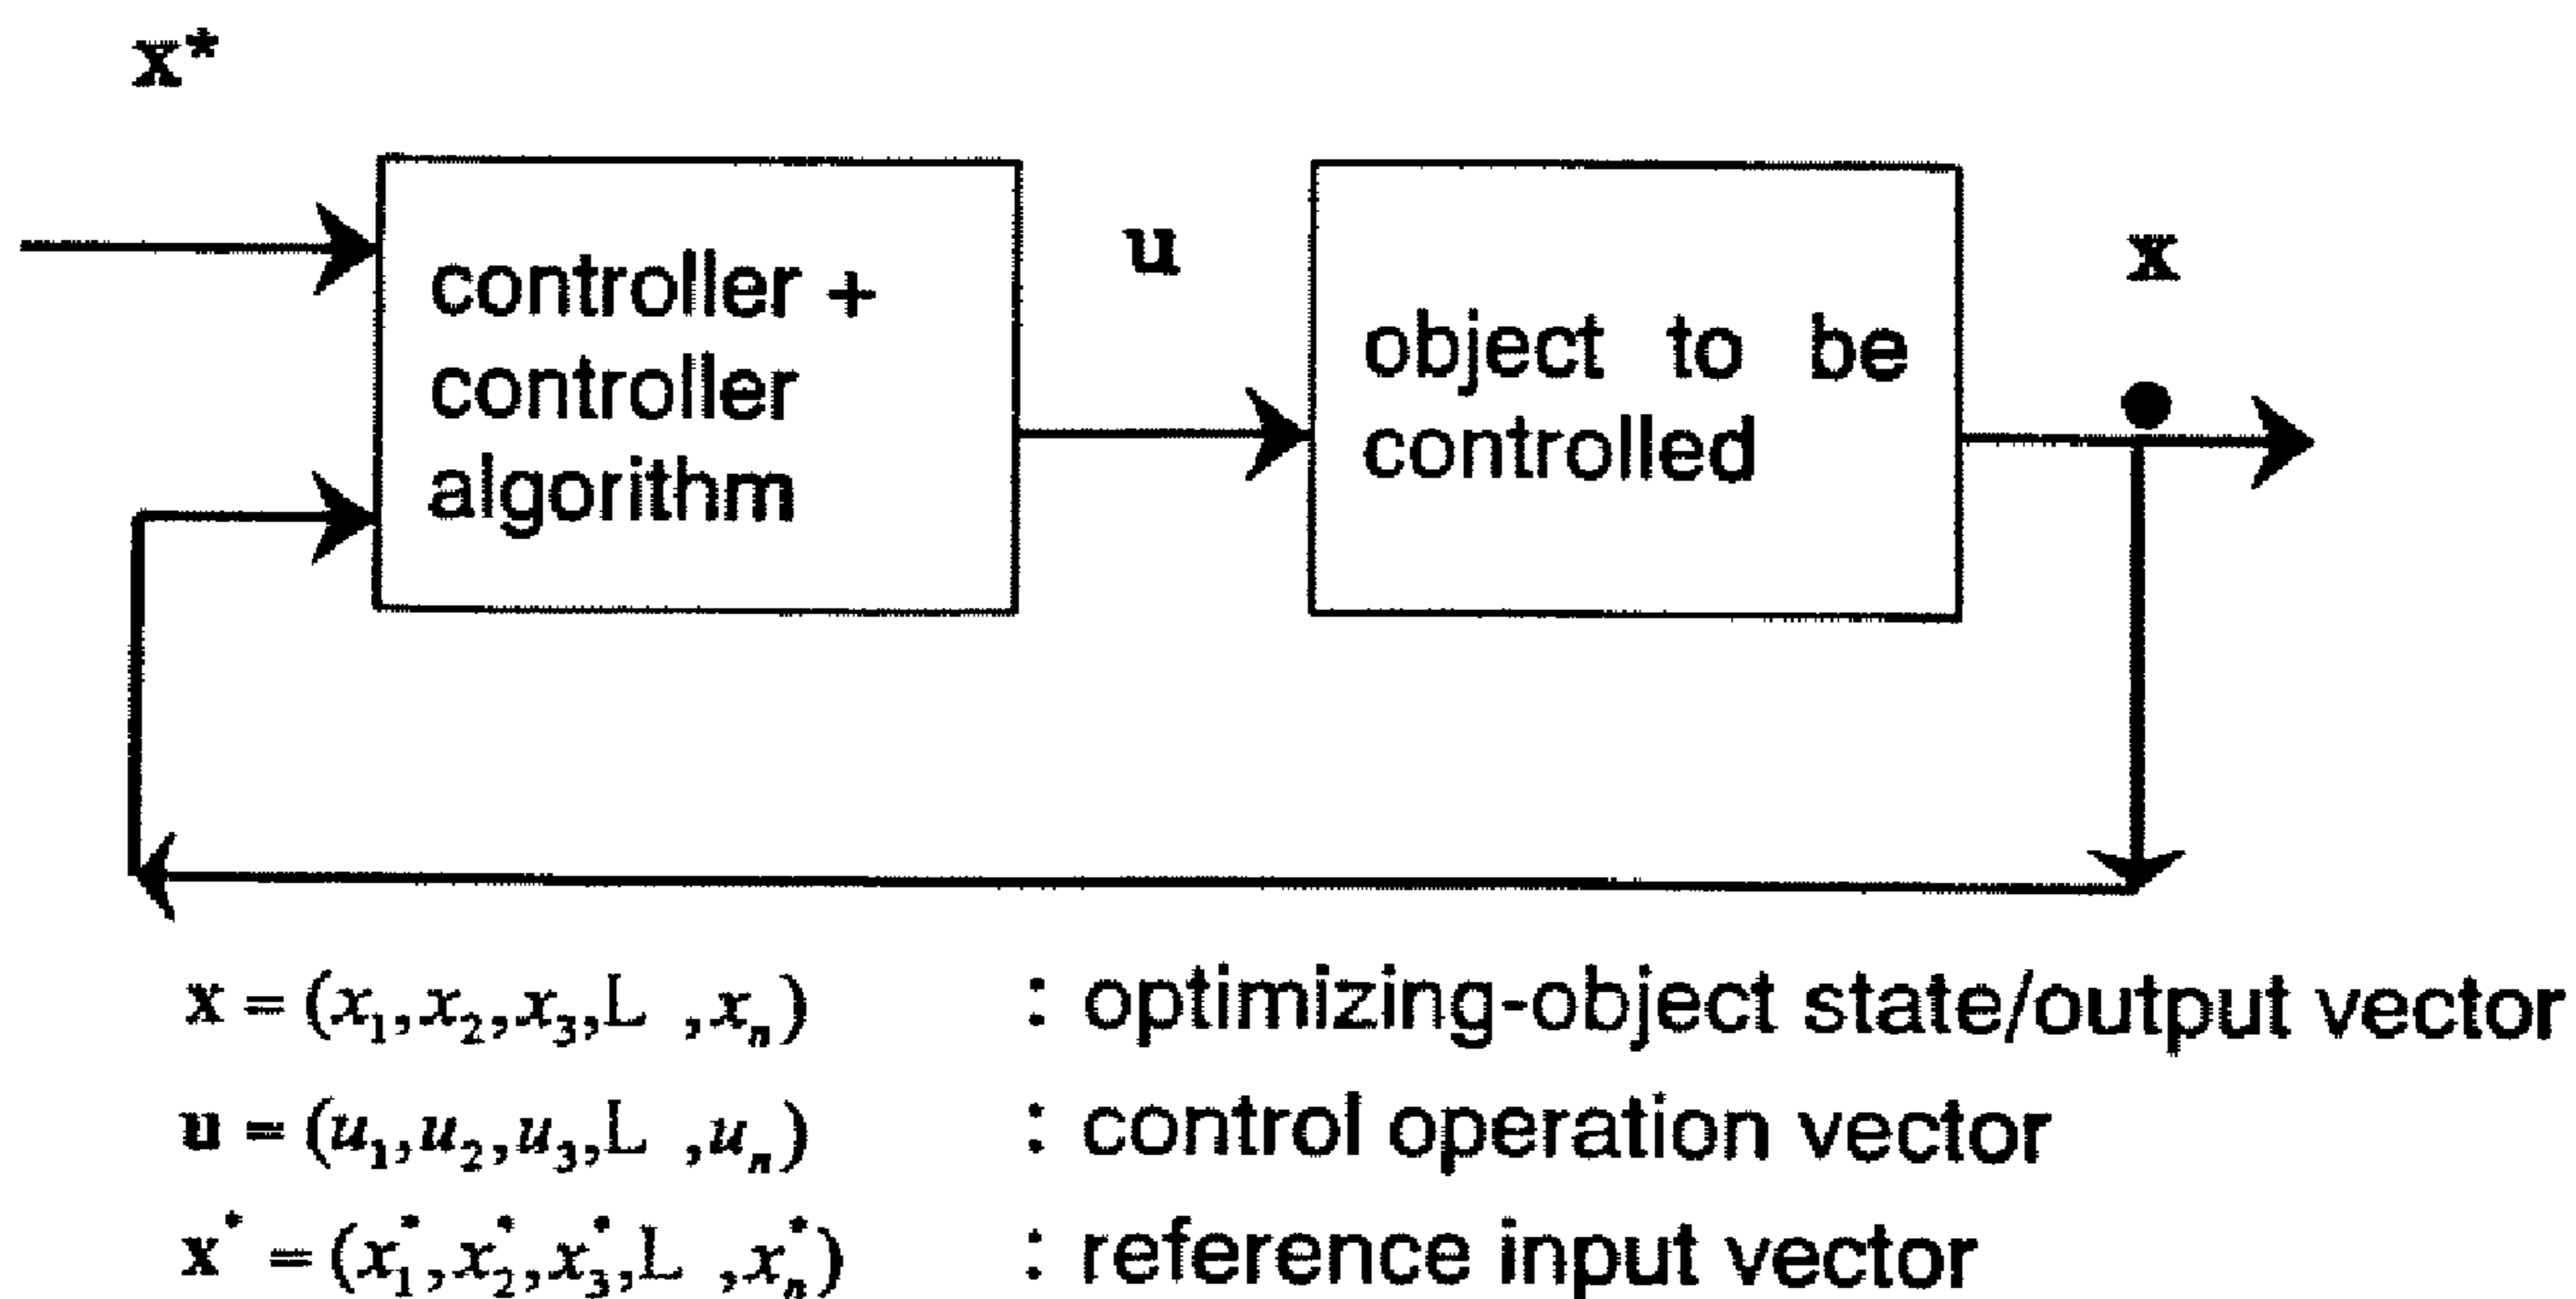 x*
controller +
controller
algorithm
u
object to be
controlled
x
x = (x₁,x₂,x₃,L ,xₙ) : optimizing-object state/output vector
u = (u₁,u₂,u₃,L ,uₙ) : control operation vector
x* = (x₁*,x₂*,x₃*,L ,xₙ*) : reference input vector